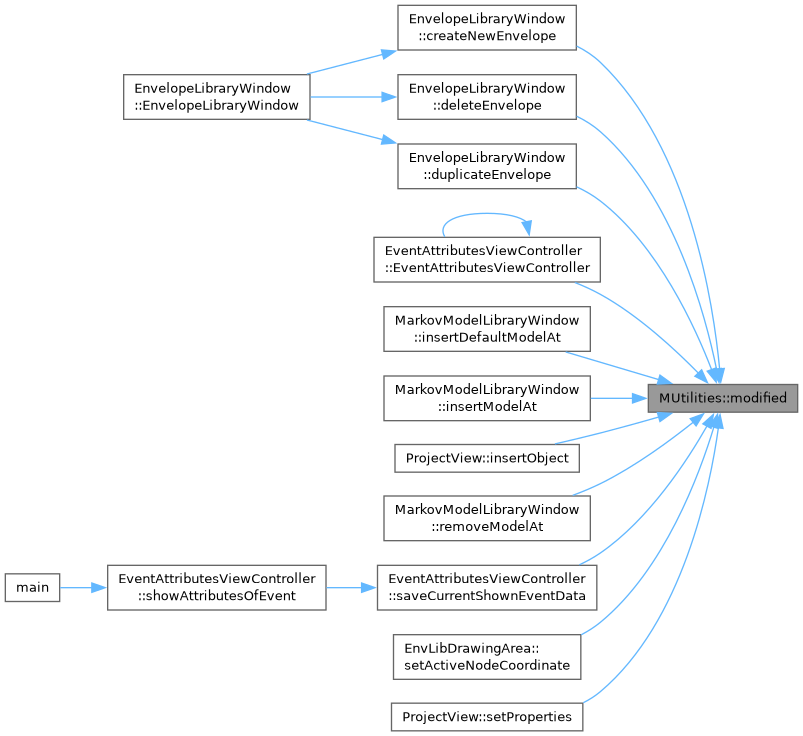 EnvelopeLibraryWindow
::createNewEnvelope
EnvelopeLibraryWindow
::EnvelopeLibraryWindow
EnvelopeLibraryWindow
::deleteEnvelope
EnvelopeLibraryWindow
::duplicateEnvelope
EventAttributesViewController
::EventAttributesViewController
MarkovModelLibraryWindow
::insertDefaultModelAt
MarkovModelLibraryWindow
::insertModelAt
MUtilities::modified
ProjectView::insertObject
MarkovModelLibraryWindow
::removeModelAt
main
EventAttributesViewController
::showAttributesOfEvent
EventAttributesViewController
::saveCurrentShownEventData
EnvLibDrawingArea::
setActiveNodeCoordinate
ProjectView::setProperties